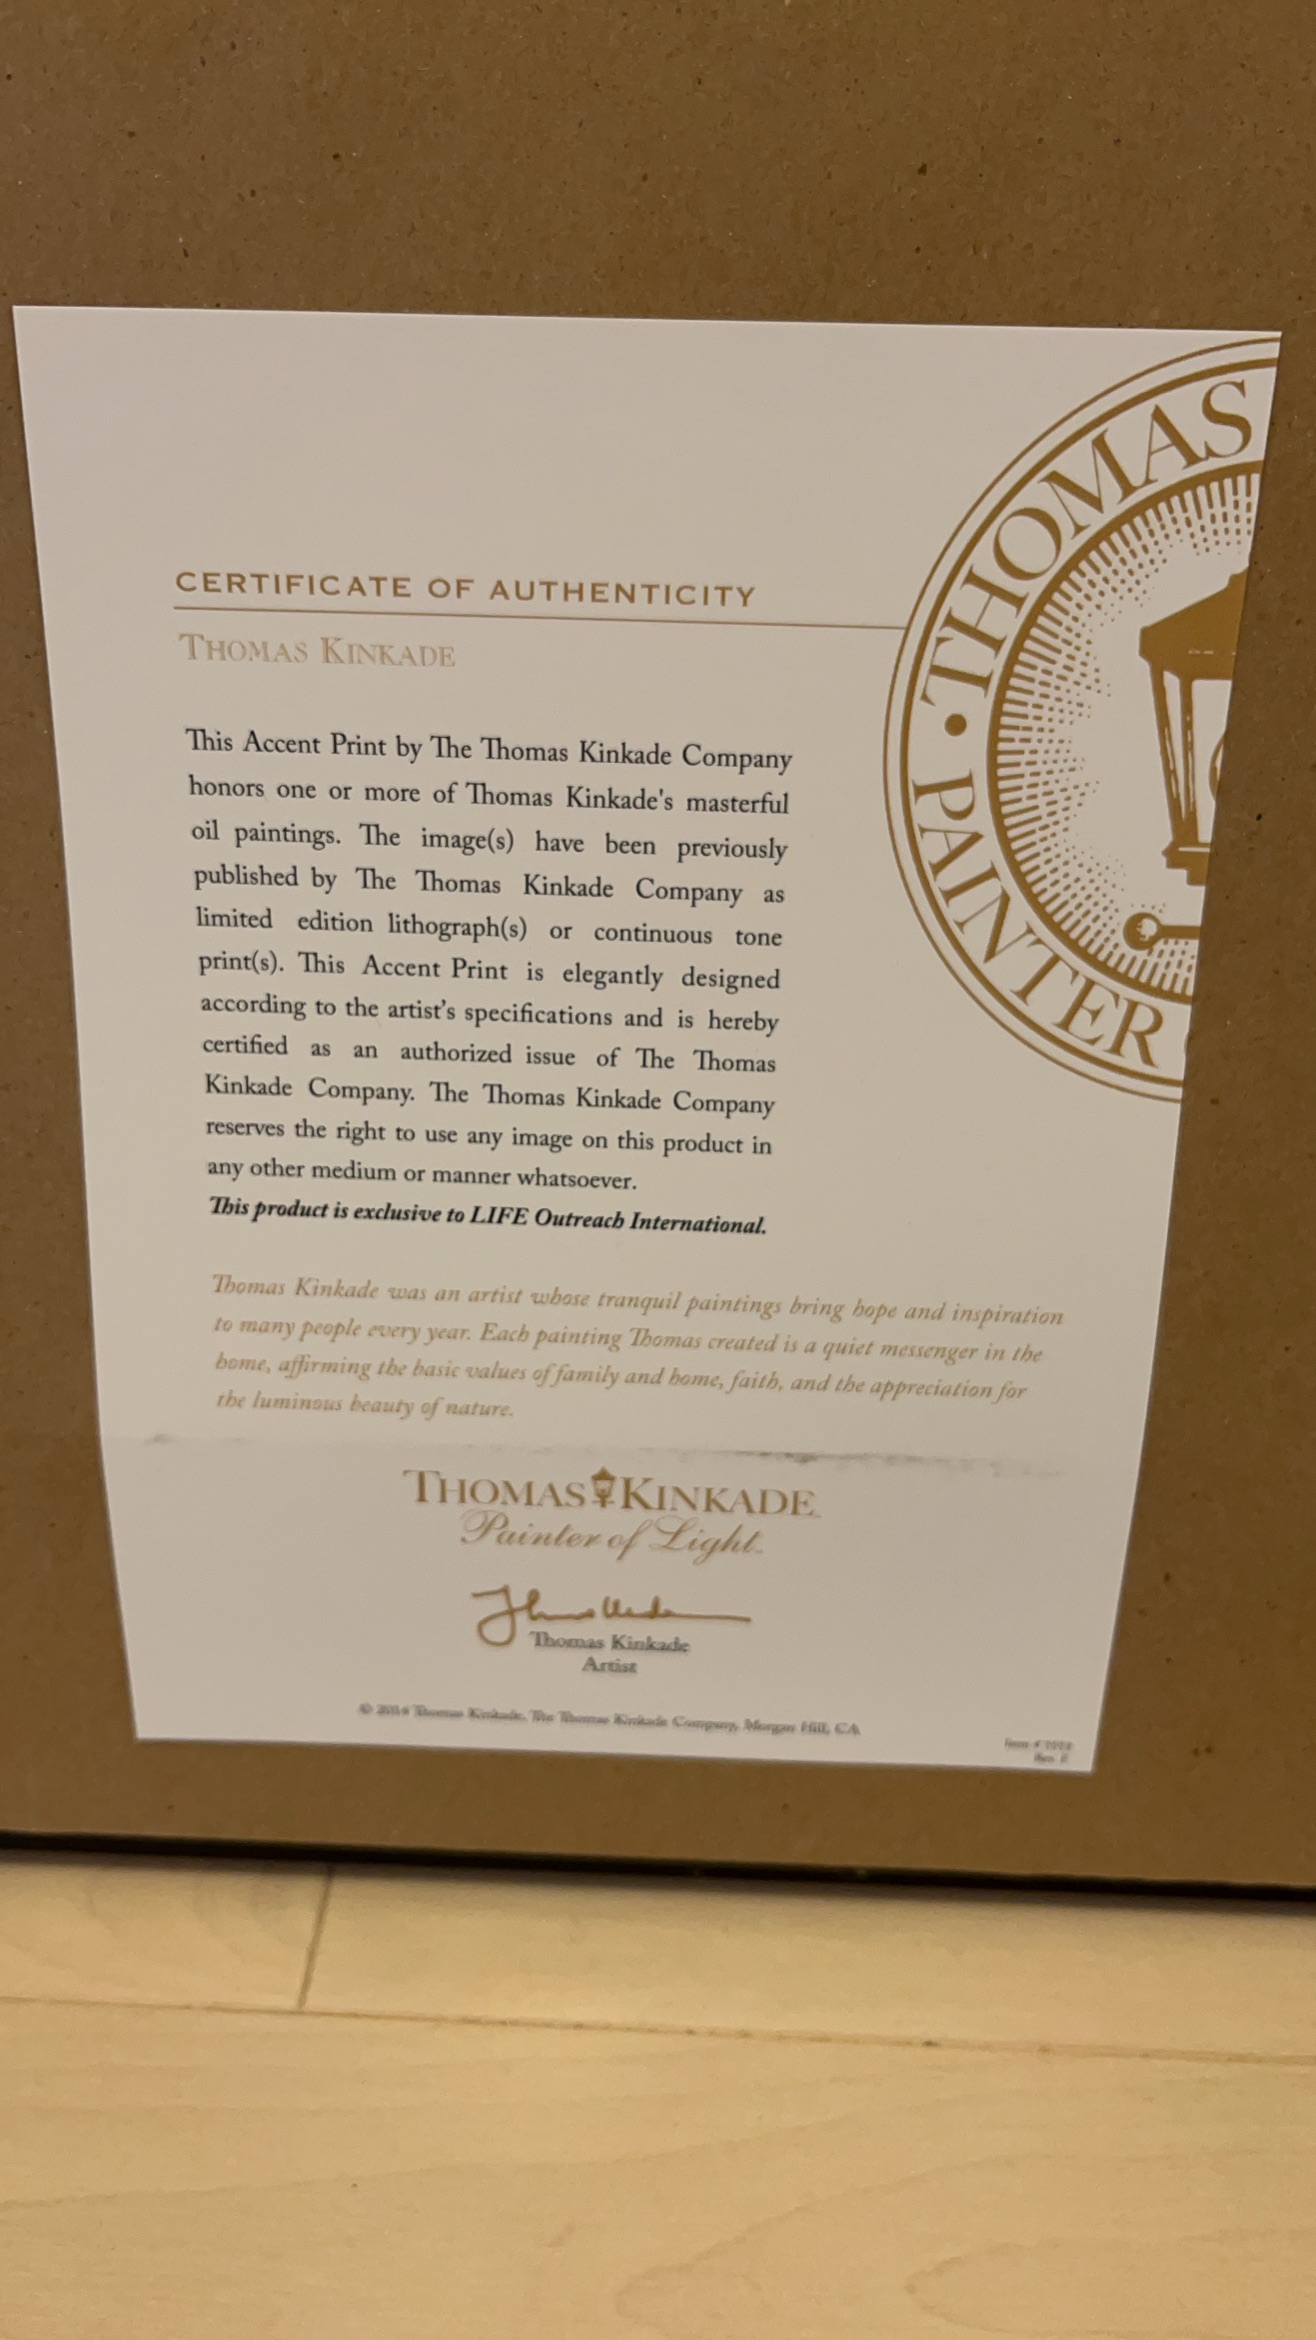 CERTIFICATE OF AUTHENTICITY
THOMAS KINKADE
THOMAS
• PAINTER
This Accent Print by The Thomas Kinkade Company
honors one or more of Thomas Kinkade's masterful
oil paintings. The image(s) have been previously
published by The Thomas Kinkade Company as
limited edition lithograph(s) or continuous tone
print(s). This Accent Print is elegantly designed
according to the artist's specifications and is hereby
certified as an authorized issue of The Thomas
Kinkade Company. The Thomas Kinkade Company
reserves the right to use any image on this product in
any other medium or manner whatsoever.
This product is exclusive to LIFE Outreach International.
Thomas Kinkade was an artist whose tranquil paintings bring hope and inspiration
to many people every year. Each painting Thomas created is a quiet messenger in the
home, affirming the basic values of family and home, faith, and the appreciation for
the luminous beauty of nature.
THOMAS KINKADE
Painter of Light™
Thomas Kinkade
Artist
© Thomas Kinkade, The Thomas Kinkade Company, Morgan Hill, CA